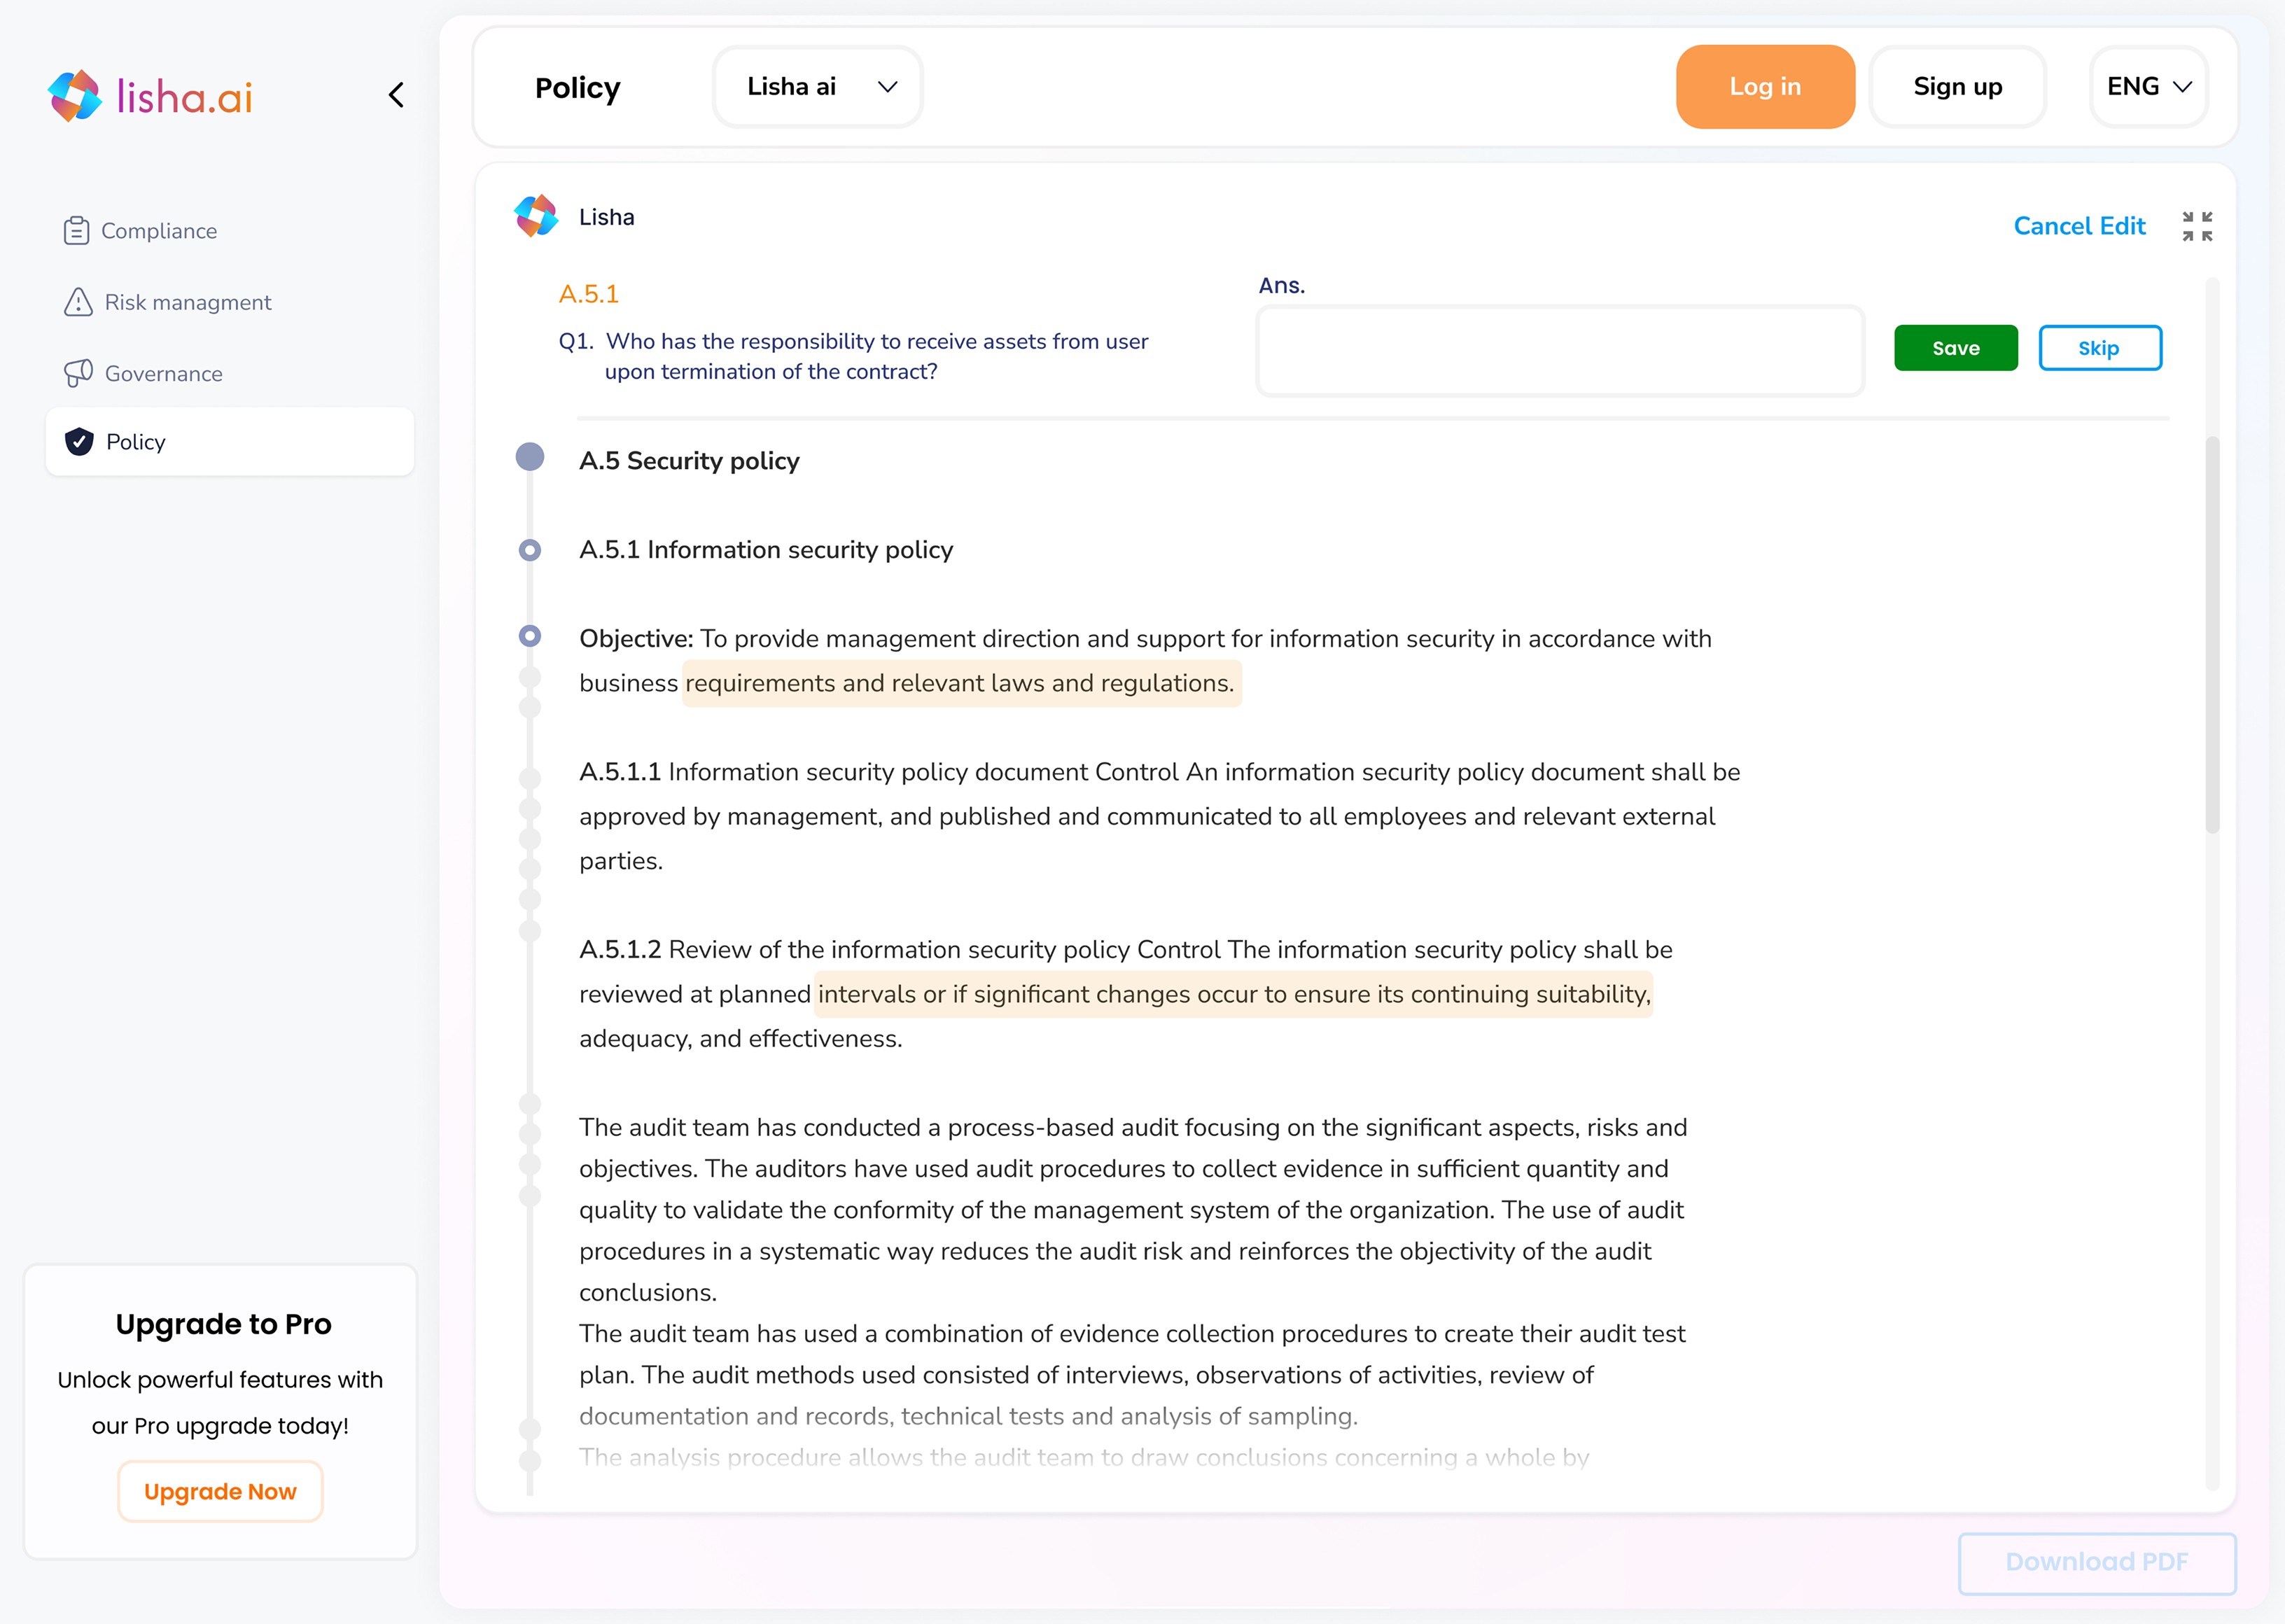 lisha.ai
Compliance
Risk managment
Governance
Policy
Upgrade to Pro
Unlock powerful features with
our Pro upgrade today!
Upgrade Now
Policy
Lisha ai
Log in
Sign up
ENG
Lisha
Cancel Edit
A.5.1
Q1. Who has the responsibility to receive assets from user
upon termination of the contract?
Ans.
Save
Skip
A.5 Security policy
A.5.1 Information security policy
Objective: To provide management direction and support for information security in accordance with
business requirements and relevant laws and regulations.
A.5.1.1 Information security policy document Control An information security policy document shall be
approved by management, and published and communicated to all employees and relevant external
parties.
A.5.1.2 Review of the information security policy Control The information security policy shall be
reviewed at planned intervals or if significant changes occur to ensure its continuing suitability,
adequacy, and effectiveness.
The audit team has conducted a process-based audit focusing on the significant aspects, risks and
objectives. The auditors have used audit procedures to collect evidence in sufficient quantity and
quality to validate the conformity of the management system of the organization. The use of audit
procedures in a systematic way reduces the audit risk and reinforces the objectivity of the audit
conclusions.
The audit team has used a combination of evidence collection procedures to create their audit test
plan. The audit methods used consisted of interviews, observations of activities, review of
documentation and records, technical tests and analysis of sampling.
The analysis procedure allows the audit team to draw conclusions concerning a whole by
Download PDF